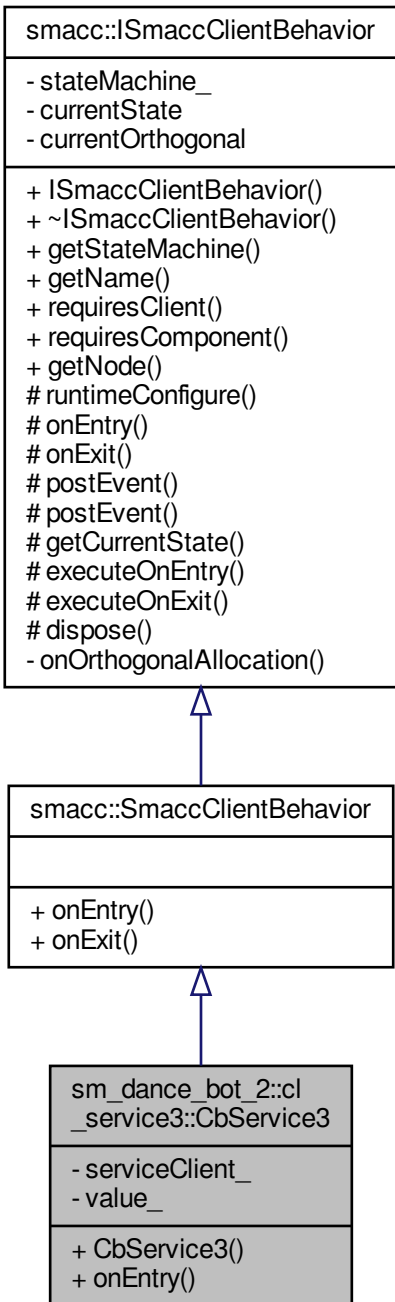 smacc::ISmaccClientBehavior
- stateMachine_
- currentState
- currentOrthogonal
+ ISmaccClientBehavior()
+ ~ISmaccClientBehavior()
+ getStateMachine()
+ getName()
+ requiresClient()
+ requiresComponent()
+ getNode()
# runtimeConfigure()
# onEntry()
# onExit()
# postEvent()
# postEvent()
# getCurrentState()
# executeOnEntry()
# executeOnExit()
# dispose()
- onOrthogonalAllocation()
smacc::SmaccClientBehavior
+ onEntry()
+ onExit()
sm_dance_bot_2::cl
_service3::CbService3
- serviceClient_
- value_
+ CbService3()
+ onEntry()